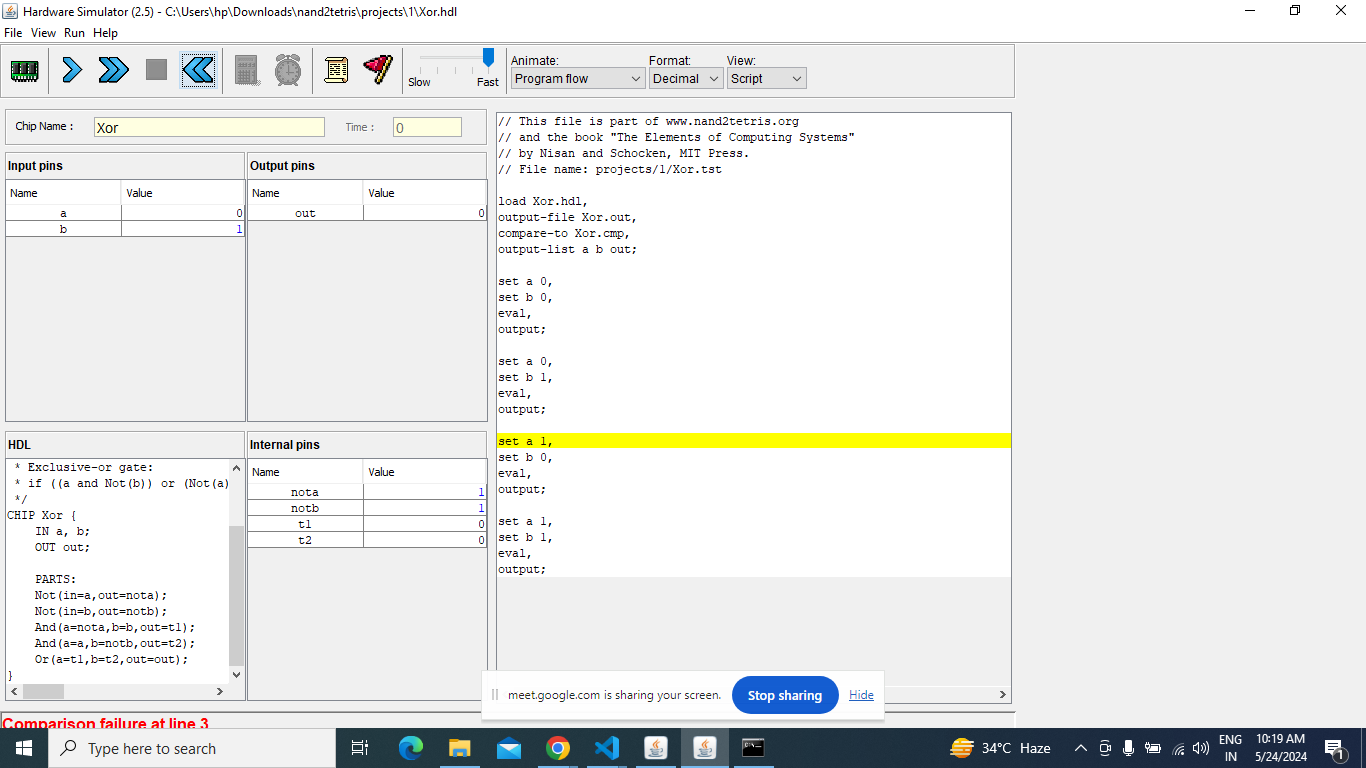 Hardware Simulator (2.5) - C:\Users\hp\Downloads\nand2tetris\projects\1\Xor.hdl
File View Run Help
Slow Fast
Animate: Format: View:
Program flow Decimal Script
Chip Name : Xor Time : 0
Input pins
Name Value
a 0
b 1
Output pins
Name Value
out 0
HDL
* Exclusive-or gate:
* if ((a and Not(b)) or (Not(a)
*/
CHIP Xor {
IN a, b;
OUT out;
PARTS:
Not(in=a,out=nota);
Not(in=b,out=notb);
And(a=nota,b=b,out=t1);
And(a=a,b=notb,out=t2);
Or(a=t1,b=t2,out=out);
}
Internal pins
Name Value
nota 1
notb 1
t1 0
t2 0
// This file is part of www.nand2tetris.org
// and the book "The Elements of Computing Systems"
// by Nisan and Schocken, MIT Press.
// File name: projects/1/Xor.tst
load Xor.hdl,
output-file Xor.out,
compare-to Xor.cmp,
output-list a b out;
set a 0,
set b 0,
eval,
output;
set a 0,
set b 1,
eval,
output;
set a 1,
set b 0,
eval,
output;
set a 1,
set b 1,
eval,
output;
meet.google.com is sharing your screen. Stop sharing Hide
Comparison failure at line 3
Type here to search
34°C Haze
ENG
IN
10:19 AM
5/24/2024
1